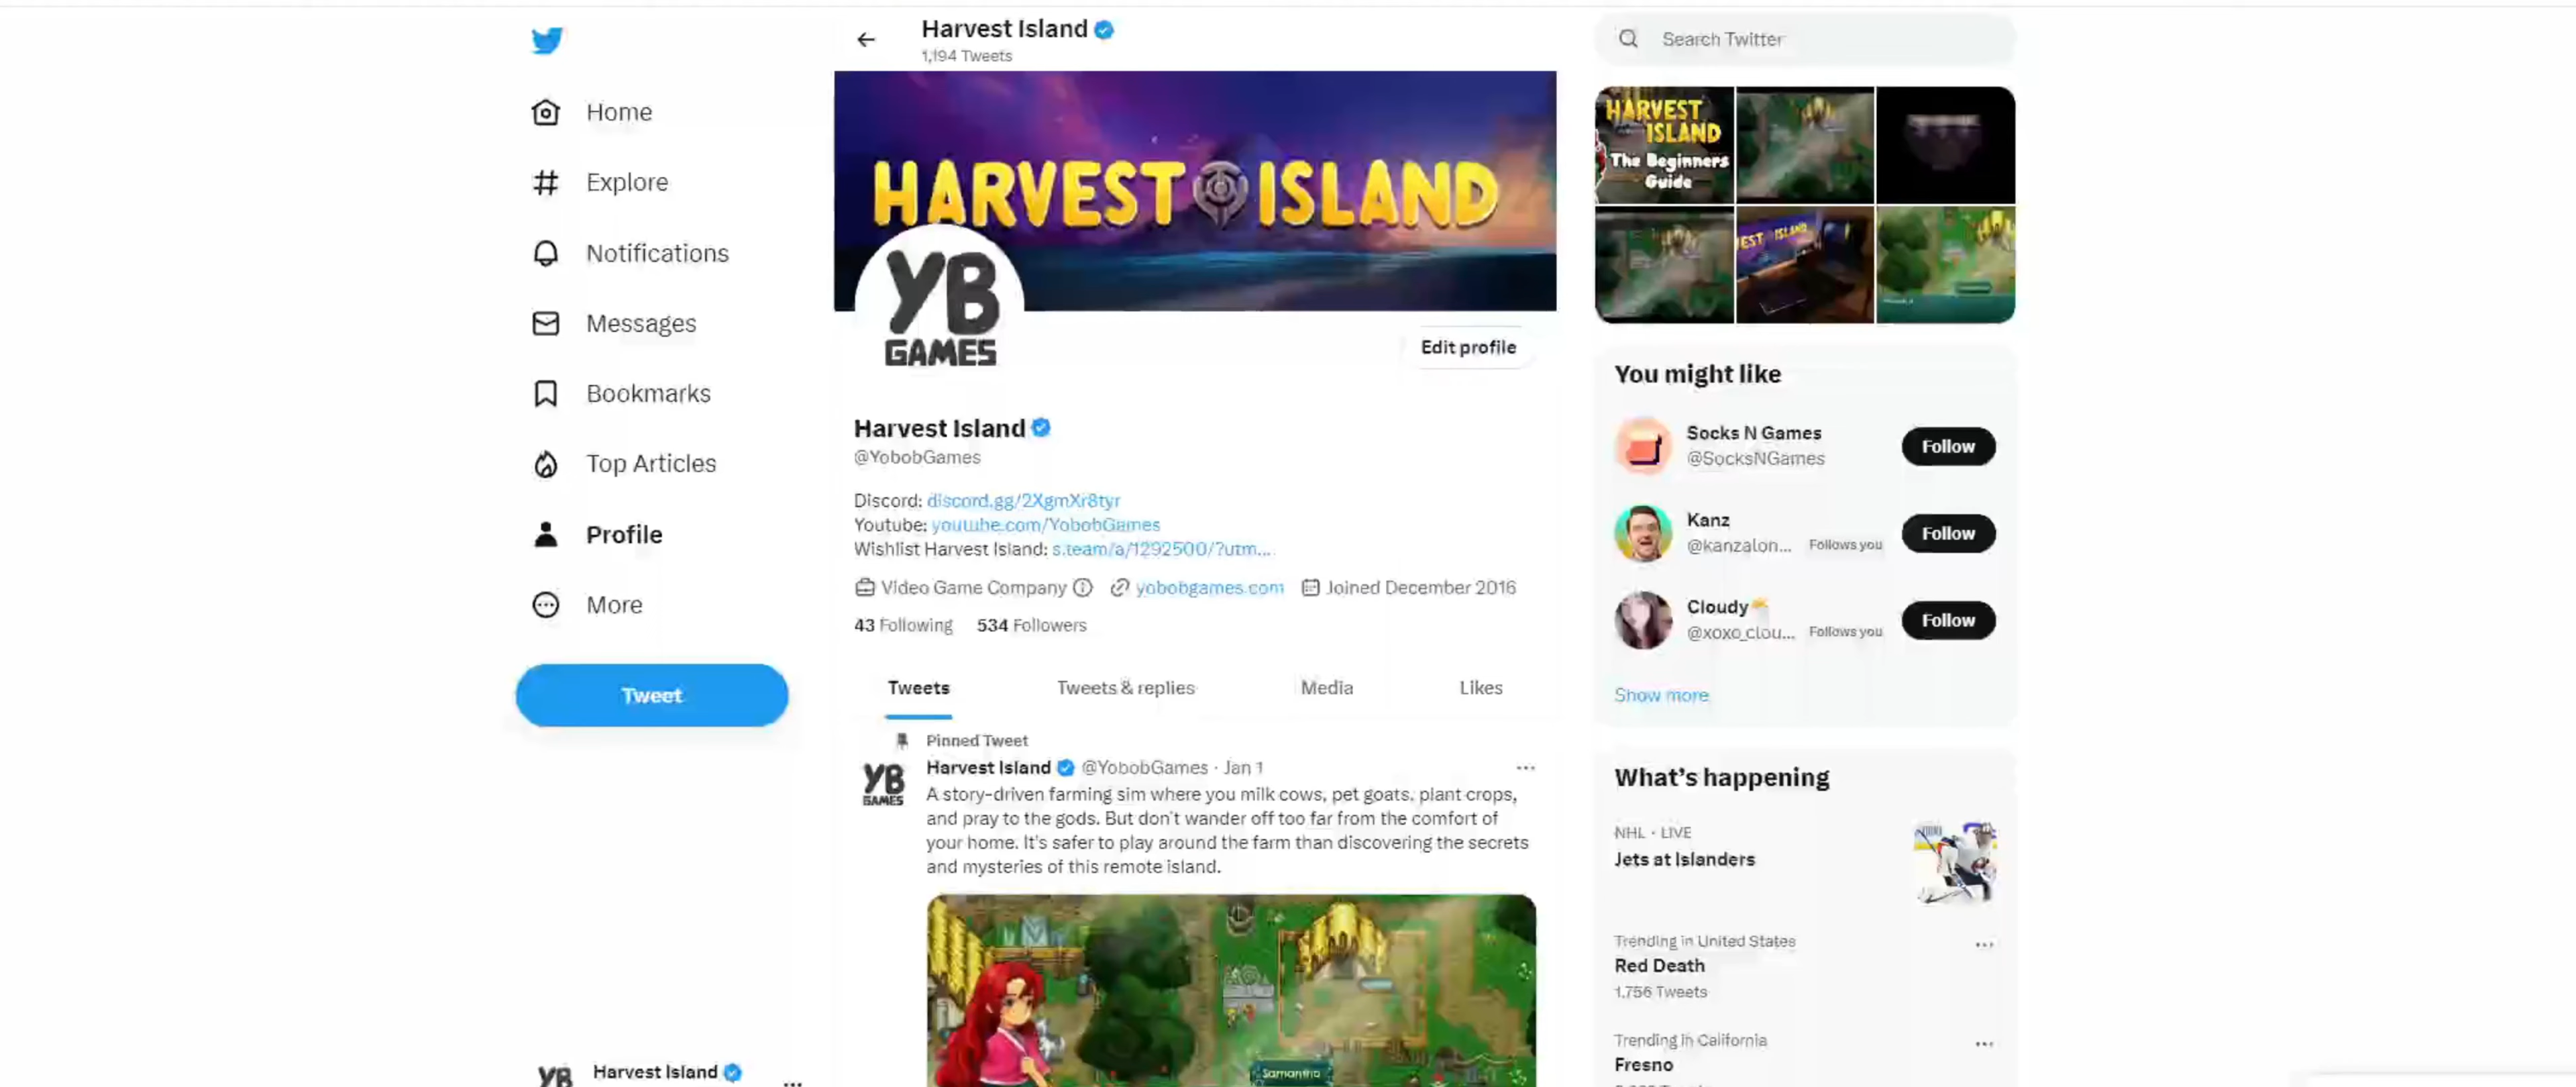 Home
Explore
Notifications
Messages
Bookmarks
Top Articles
Profile
More
Tweet
Harvest Island
Harvest Island
1,194 Tweets
HARVEST ISLAND
YB
GAMES
Edit profile
Harvest Island
@YobobGames
Discord: discord.gg/2XgmXr8tyr
Youtube: youtube.com/YobobGames
Wishlist Harvest Island: s.team/a/1292500/?utm...
Video Game Company yobobgames.com Joined December 2016
43 Following 534 Followers
Tweets Tweets & replies Media Likes
Pinned Tweet
YB
GAMES
Harvest Island @YobobGames · Jan 1
A story-driven farming sim where you milk cows, pet goats, plant crops,
and pray to the gods. But don't wander off too far from the comfort of
your home. It's safer to play around the farm than discovering the secrets
and mysteries of this remote island.
Samantha
Search Twitter
HARVEST
ISLAND
The Beginners
Guide
EST ISLAND
You might like
Socks N Games
@SocksNGames
Follow
Kanz
@kanzalon... Follows you
Follow
Cloudy
@xoxo_clou... Follows you
Follow
Show more
What's happening
NHL · LIVE
Jets at Islanders
Trending in United States
Red Death
1,756 Tweets
Trending in California
Fresno